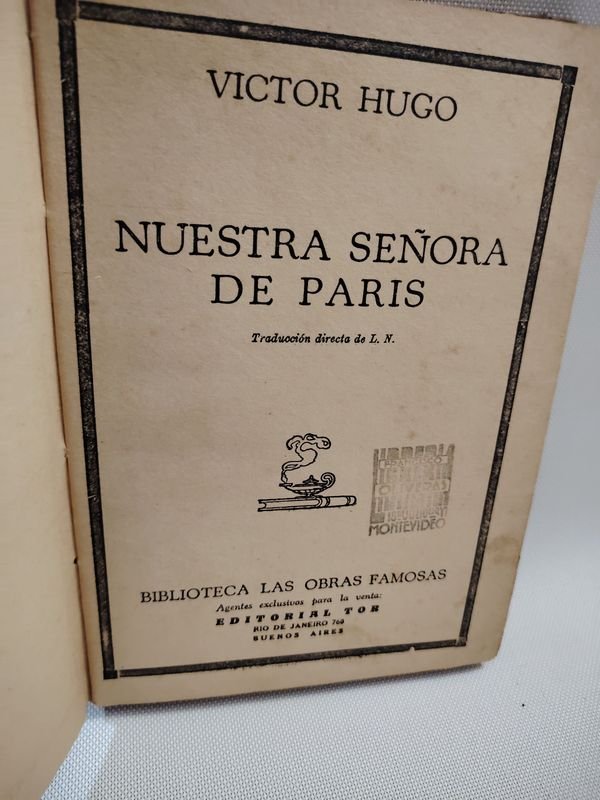 VICTOR HUGO
NUESTRA SEÑORA
DE PARIS
Traducción directa de L. N.
FRANCISCO
MONTEVIDEO
BIBLIOTECA LAS OBRAS FAMOSAS
Agentes exclusivos para la venta:
EDITORIAL TOR
RIO DE JANEIRO 760
BUENOS AIRES